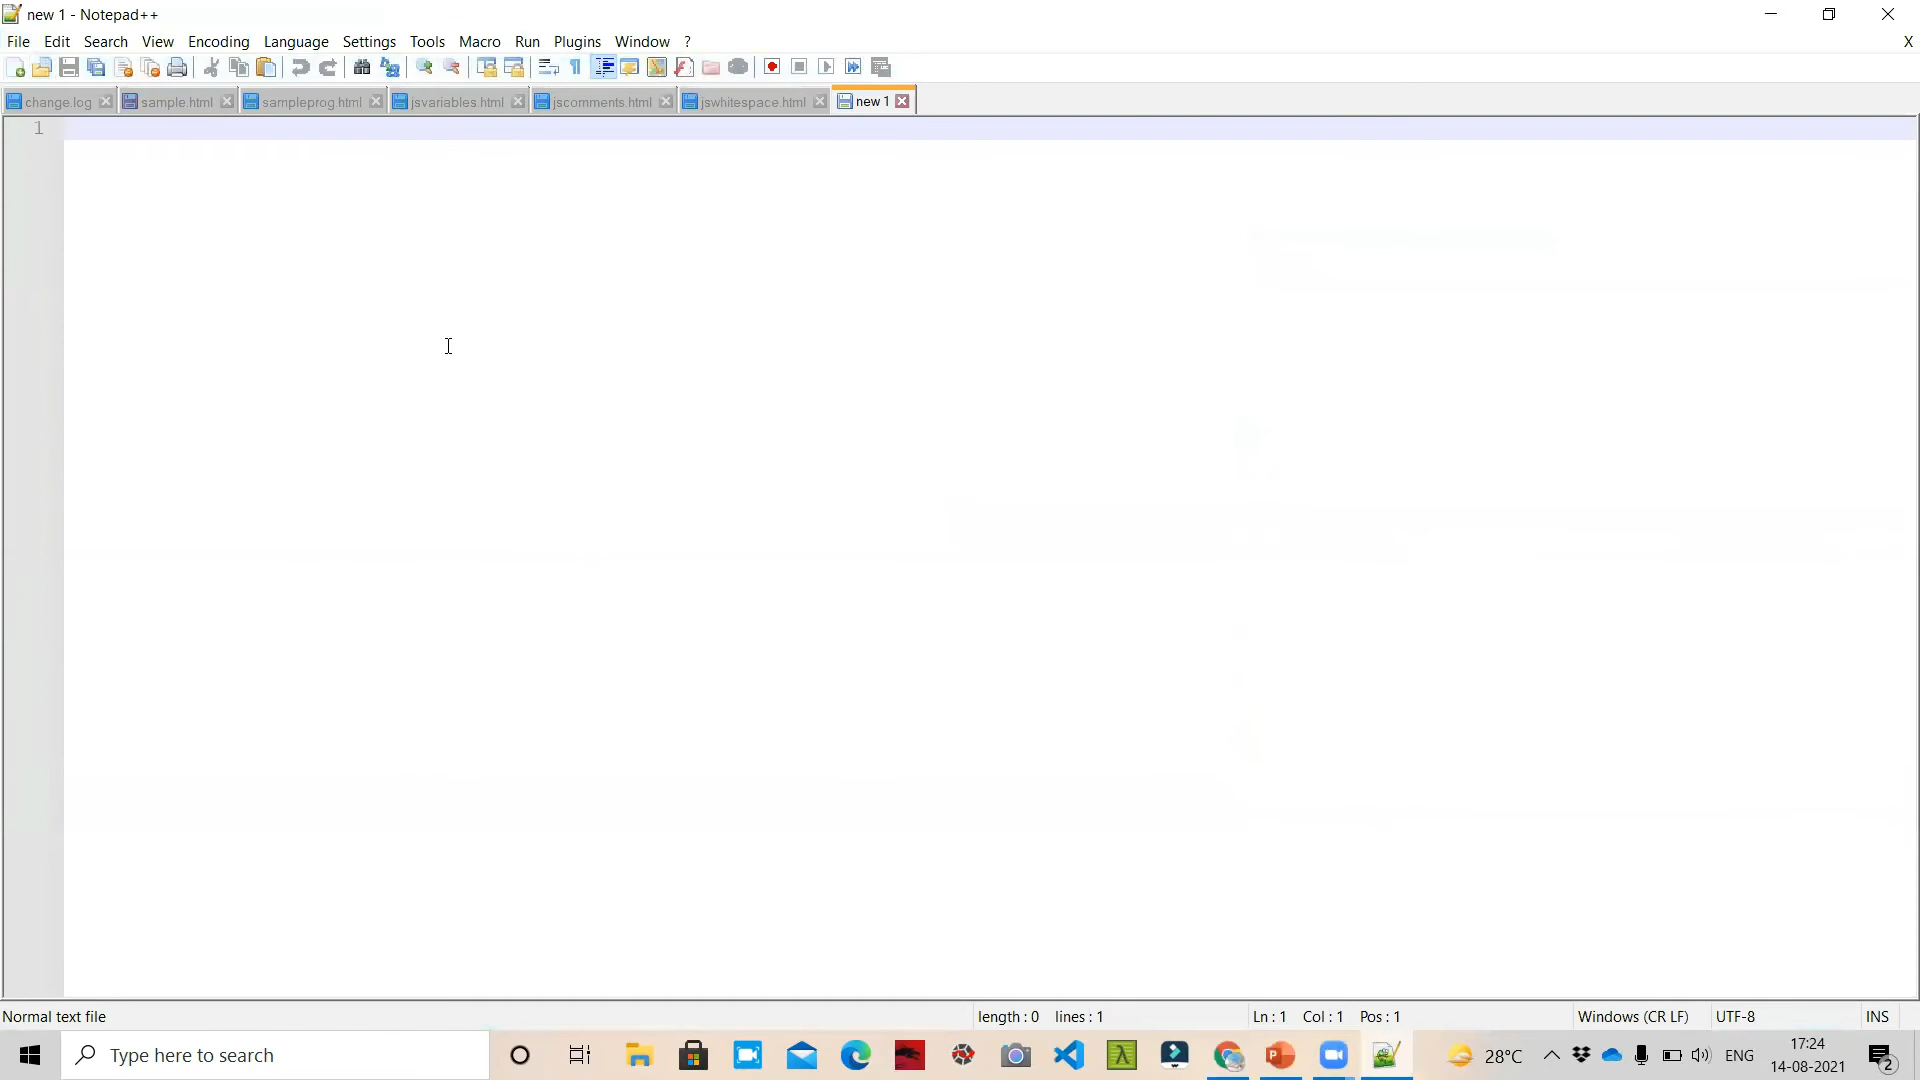 new 1 - Notepad++
File Edit Search View Encoding Language Settings Tools Macro Run Plugins Window ? X
change.log sample.html sampleprog.html jsvariables.html jscomments.html jswhitespace.html new 1
1
Normal text file length : 0 lines : 1 Ln : 1 Col : 1 Pos : 1 Windows (CR LF) UTF-8 INS
Type here to search 28°C ENG 17:24
14-08-2021 2